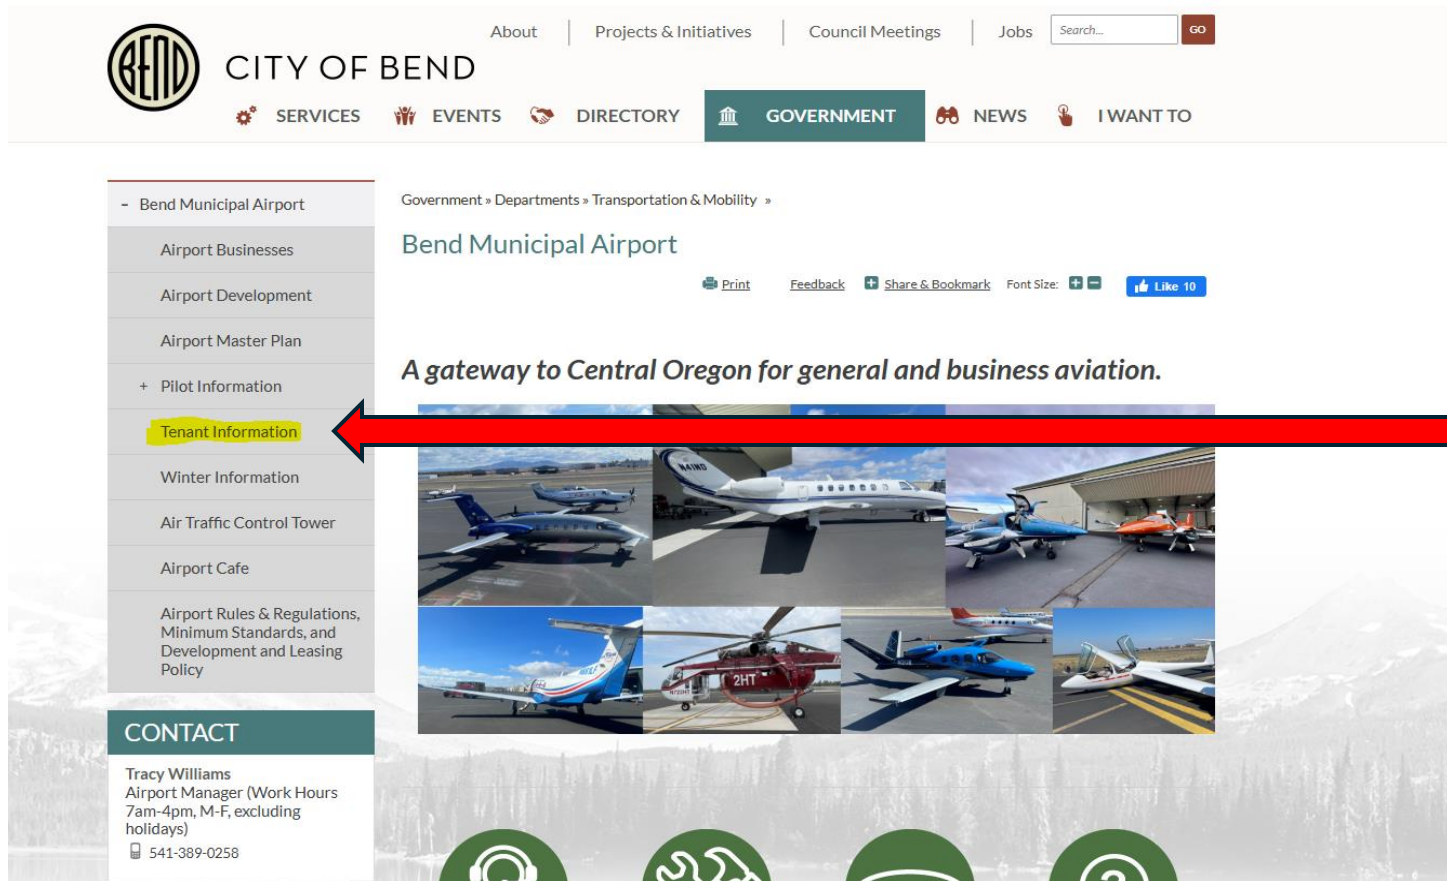 About
Projects & Initiatives
Council Meetings
Jobs
Search...
GO
BEND
CITY OF BEND
SERVICES
EVENTS
DIRECTORY
GOVERNMENT
NEWS
I WANT TO
- Bend Municipal Airport
Airport Businesses
Airport Development
Airport Master Plan
+ Pilot Information
Tenant Information
Winter Information
Air Traffic Control Tower
Airport Cafe
Airport Rules & Regulations,
Minimum Standards, and
Development and Leasing
Policy
CONTACT
Tracy Williams
Airport Manager (Work Hours
7am-4pm, M-F, excluding
holidays)
541-389-0258
Government » Departments » Transportation & Mobility »
Bend Municipal Airport
Print
Feedback
Share & Bookmark
Font Size:
Like 10
A gateway to Central Oregon for general and business aviation.
N41ND
2HT